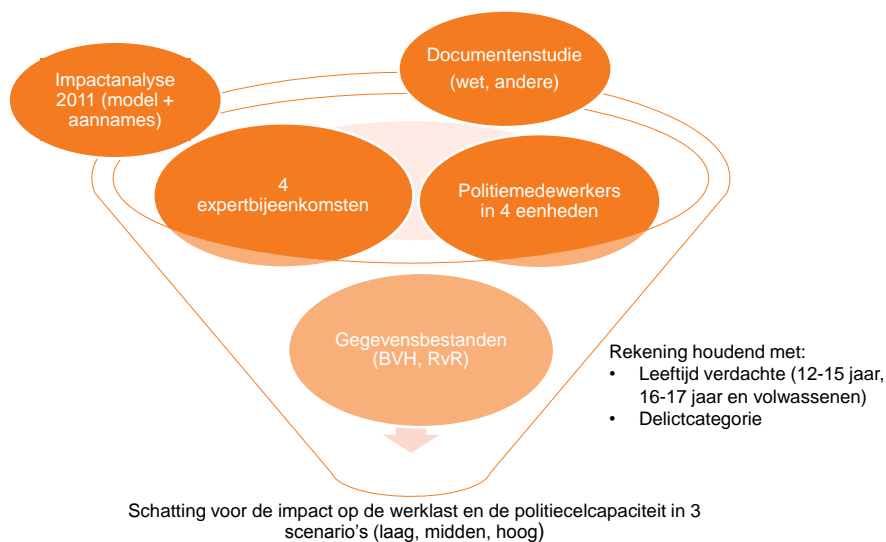 Impactanalyse
2011 (model +
aannames)
Documentenstudie
(wet, andere)
4
expertbijeenkomsten
Politiemedewerkers
in 4 eenheden
Gegevensbestanden
(BVH, RvR)
Rekening houdend met:
• Leeftijd verdachte (12-15 jaar,
16-17 jaar en volwassenen)
• Delictcategorie
Schatting voor de impact op de werklast en de politiecelcapaciteit in 3
scenario's (laag, midden, hoog)